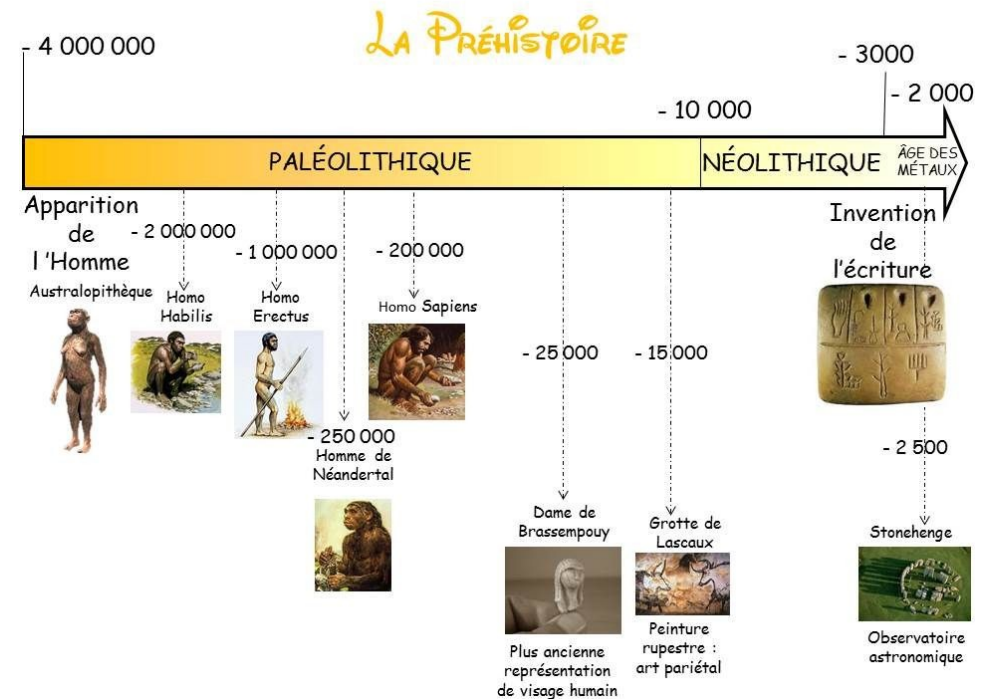 LA PRÉHISTOIRE
- 4 000 000
- 3000
- 2 000
- 10 000
PALÉOLITHIQUE
NÉOLITHIQUE
ÂGE DES
MÉTAUX
Apparition
de
l 'Homme
Australopithèque
- 2 000 000
Homo
Habilis
- 1 000 000
Homo
Erectus
- 250 000
Homme de
Néandertal
- 200 000
Homo Sapiens
- 25 000
Dame de
Brassempouy
Plus ancienne
représentation
de visage humain
- 15 000
Grotte de
Lascaux
Peinture
rupestre :
art pariétal
Invention
de
l'écriture
- 2 500
Stonehenge
Observatoire
astronomique